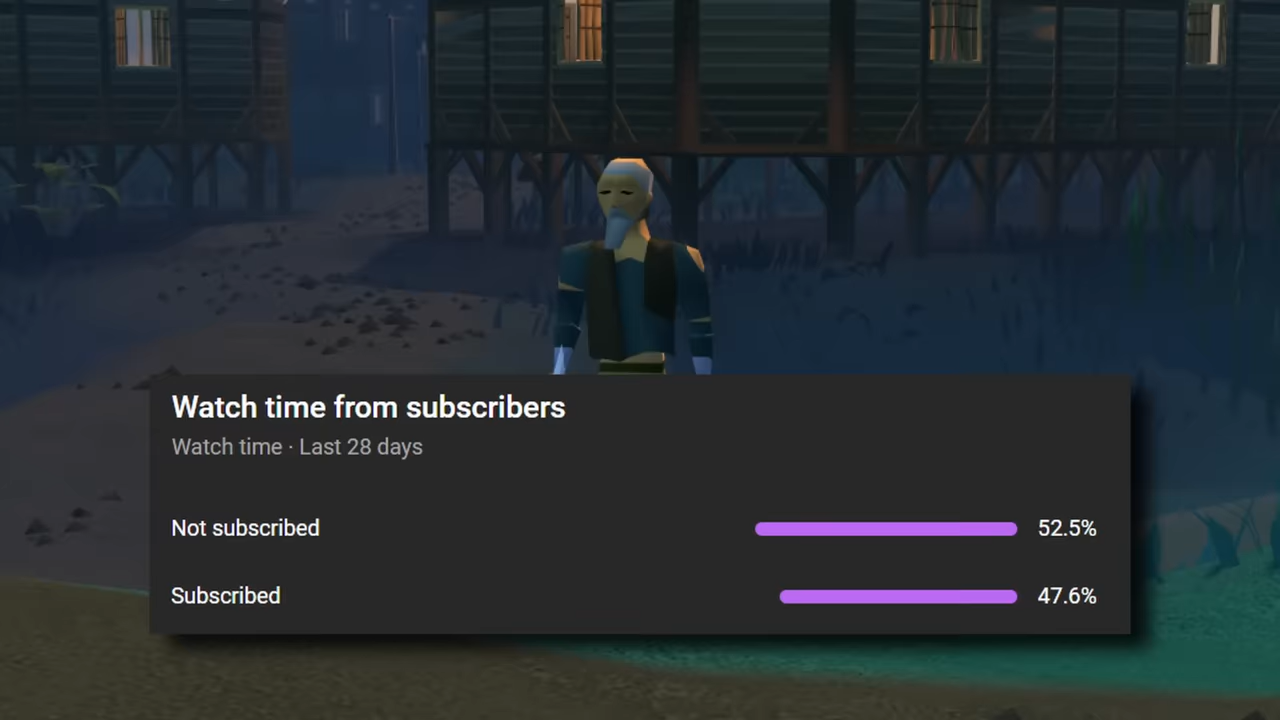 Watch time from subscribers
Watch time · Last 28 days
Not subscribed 52.5%
Subscribed 47.6%